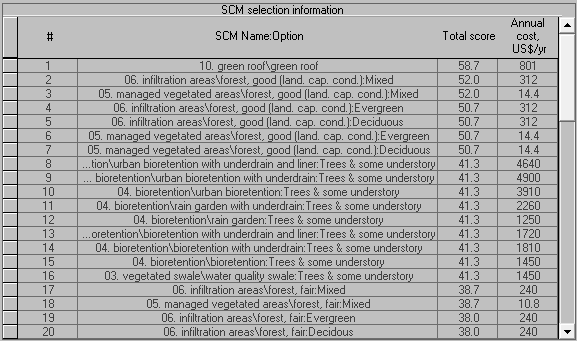 SCM selection information
# SCM Name:Option Total score Annual cost, US$/yr
1 10. green roof\green roof 58.7 801
2 06. infiltration areas\forest, good (land. cap. cond.):Mixed 52.0 312
3 05. managed vegetated areas\forest, good (land. cap. cond.):Mixed 52.0 14.4
4 06. infiltration areas\forest, good (land. cap. cond.):Evergreen 50.7 312
5 06. infiltration areas\forest, good (land. cap. cond.):Deciduous 50.7 312
6 05. managed vegetated areas\forest, good (land. cap. cond.):Evergreen 50.7 14.4
7 05. managed vegetated areas\forest, good (land. cap. cond.):Deciduous 50.7 14.4
8 ...tion\urban bioretention with underdrain and liner:Trees & some understory 41.3 4640
9 ... bioretention\urban bioretention with underdrain:Trees & some understory 41.3 4900
10 04. bioretention\urban bioretention:Trees & some understory 41.3 3910
11 04. bioretention\rain garden with underdrain:Trees & some understory 41.3 2260
12 04. bioretention\rain garden:Trees & some understory 41.3 1250
13 ...oretention\bioretention with underdrain and liner:Trees & some understory 41.3 1720
14 04. bioretention\bioretention with underdrain:Trees & some understory 41.3 1810
15 04. bioretention\bioretention:Trees & some understory 41.3 1450
16 03. vegetated swale\water quality swale:Trees & some understory 41.3 1450
17 06. infiltration areas\forest, fair:Mixed 38.7 240
18 05. managed vegetated areas\forest, fair:Mixed 38.7 10.8
19 06. infiltration areas\forest, fair:Evergreen 38.0 240
20 06. infiltration areas\forest, fair:Decidous 38.0 240